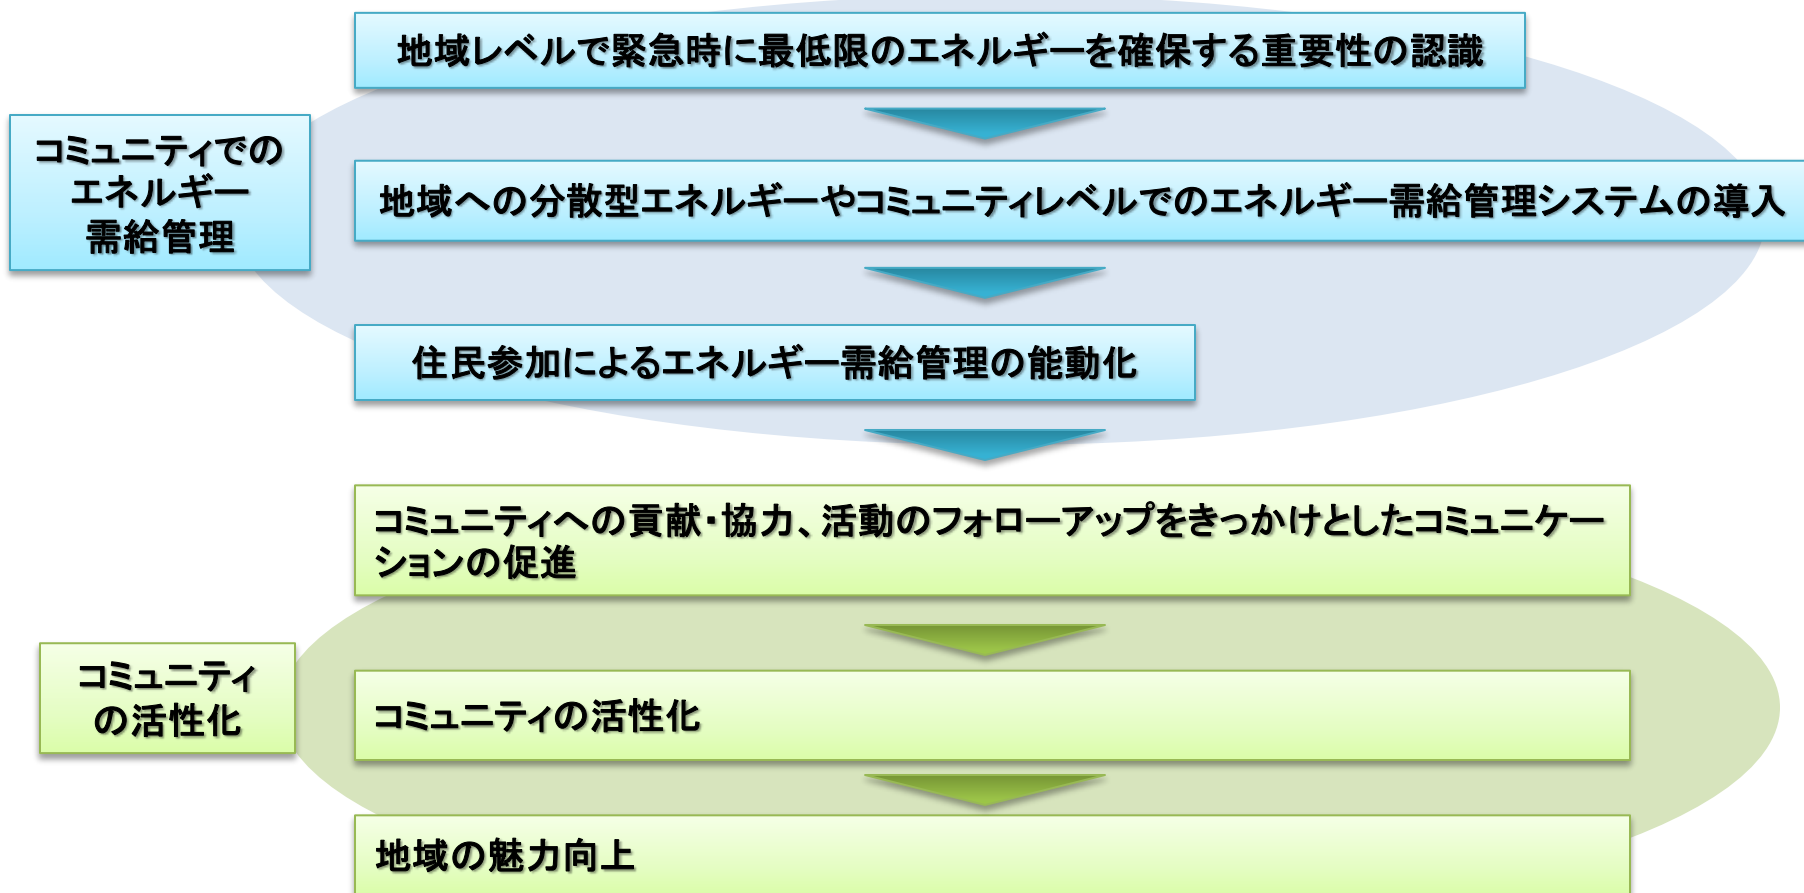 地域レベルで緊急時に最低限のエネルギーを確保する重要性の認識
コミュニティでの
エネルギー
需給管理
地域への分散型エネルギーやコミュニティレベルでのエネルギー需給管理システムの導入
住民参加によるエネルギー需給管理の能動化
コミュニティへの貢献・協力、活動のフォローアップをきっかけとしたコミュニケー
ションの促進
コミュニティ
の活性化
コミュニティの活性化
地域の魅力向上